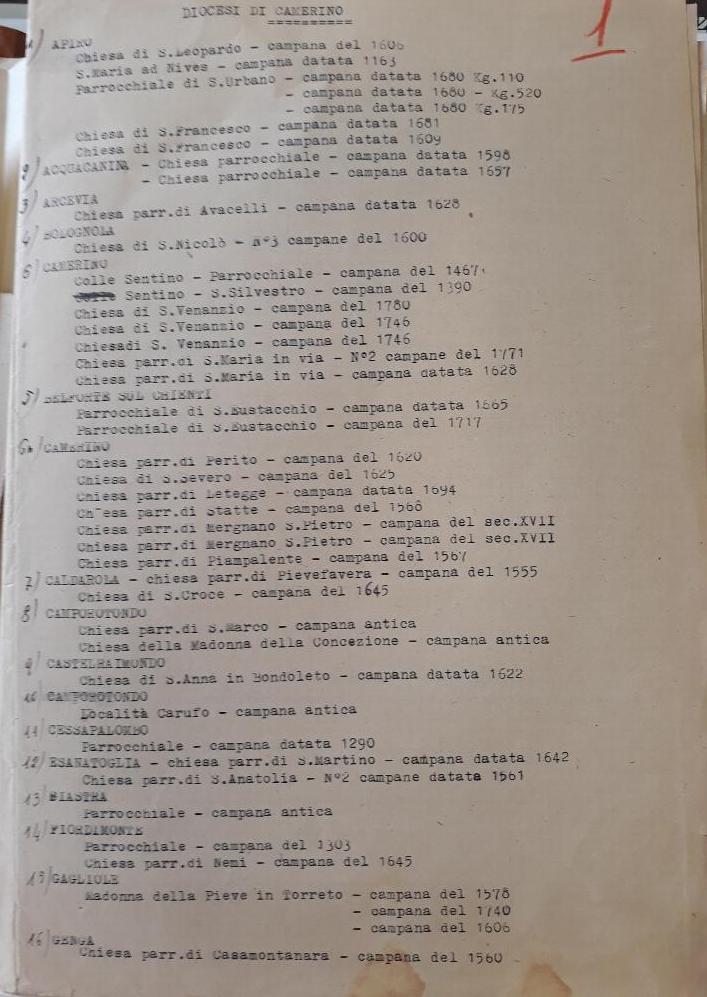 DIOCESI DI CAMERINO
==========
1
1) APIRO
Chiesa di S.Leopardo - campana del 1606
S.Maria ad Nives - campana datata 1163
Parrocchiale di S.Urbano - campana datata 1680 Kg.110
- campana datata 1680 - Kg.520
- campana datata 1680 Kg.175
Chiesa di S.Francesco - campana datata 1681
Chiesa di S.Francesco - campana datata 1609
2) ACQUACANINA - Chiesa parrocchiale - campana datata 1598
- Chiesa parrocchiale - campana datata 1657
3) ARCEVIA
Chiesa parr.di Avacelli - campana datata 1628
4) BOLOGNOLA
Chiesa di S.Nicolò - N°3 campane del 1600
6) CAMERINO
Colle Sentino - Parrocchiale - campana del 1467
Sentino - S.Silvestro - campana del 1390
Chiesa di S.Venanzio - campana del 1780
Chiesa di S.Venanzio - campana del 1746
Chiesadi S. Venanzio - campana del 1746
Chiesa parr.di S.Maria in via - N°2 campane del 1771
Chiesa parr.di S.Maria in via - campana datata 1628
5) BELFORTE SUL CHIENTI
Parrocchiale di S.Eustacchio - campana datata 1665
Parrocchiale di S.Eustacchio - campana del 1717
6b) CAMERINO
Chiesa parr.di Perito - campana del 1620
Chiesa di S.Severo - campana del 1625
Chiesa parr.di Letegge - campana datata 1694
Ch esa parr.di Statte - campana del 1568
Chiesa parr.di Mergnano S.Pietro - campana del sec.XVII
Chiesa parr.di Mergnano S.Pietro - campana del sec.XVII
Chiesa parr.di Piampalente - campana del 1567
7) CALDAROLA - chiesa parr.di Pievefavera - campana del 1555
Chiesa di S.Croce - campana del 1645
8) CAMPOROTONDO
Chiesa parr.di S.Marco - campana antica
Chiesa della Madonna della Concezione - campana antica
9) CASTELRAIMONDO
Chiesa di S.Anna in Rondoleto - campana datata 1622
10) CAMPOROTONDO
Località Carufo - campana antica
11) CESSAPALOMBO
Parrocchiale - campana datata 1290
12) ESANATOGLIA - chiesa parr.di S.Martino - campana datata 1642
Chiesa parr.di S.Anatolia - N°2 campane datate 1561
13) FIASTRA
Parrocchiale - campana antica
14) FIORDIMONTE
Parrocchiale - campana del 1303
Chiesa parr.di Nemi - campana del 1645
15) GAGLIOLE
Madonna della Pieve in Torreto - campana del 1578
- campana del 1740
- campana del 1606
16) GENGA
Chiesa parr.di Casamontanara - campana del 1560